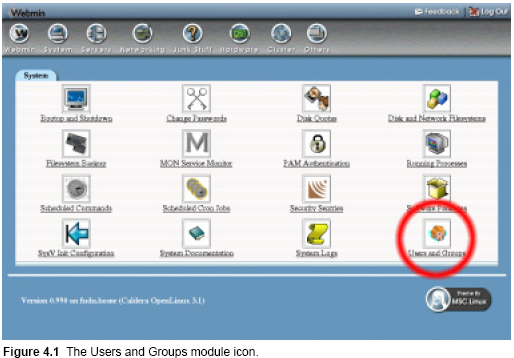 Webmin
Feedback Log Out
Webmin System Servers Networking Junk Stuff Hardware Cluster Others
System
Bootup and Shutdown Change Passwords Disk Quotas Disk and Network Filesystems
Filesystem Backup MON Service Monitor PAM Authentication Running Processes
Scheduled Commands Scheduled Cron Jobs Security Sentries Software Packages
SysV Init Configuration System Documentation System Logs Users and Groups
Version 0.990 on fudu.home (Caldera OpenLinux 3.1)
Theme By
MSC.Linux
Figure 4.1 The Users and Groups module icon.